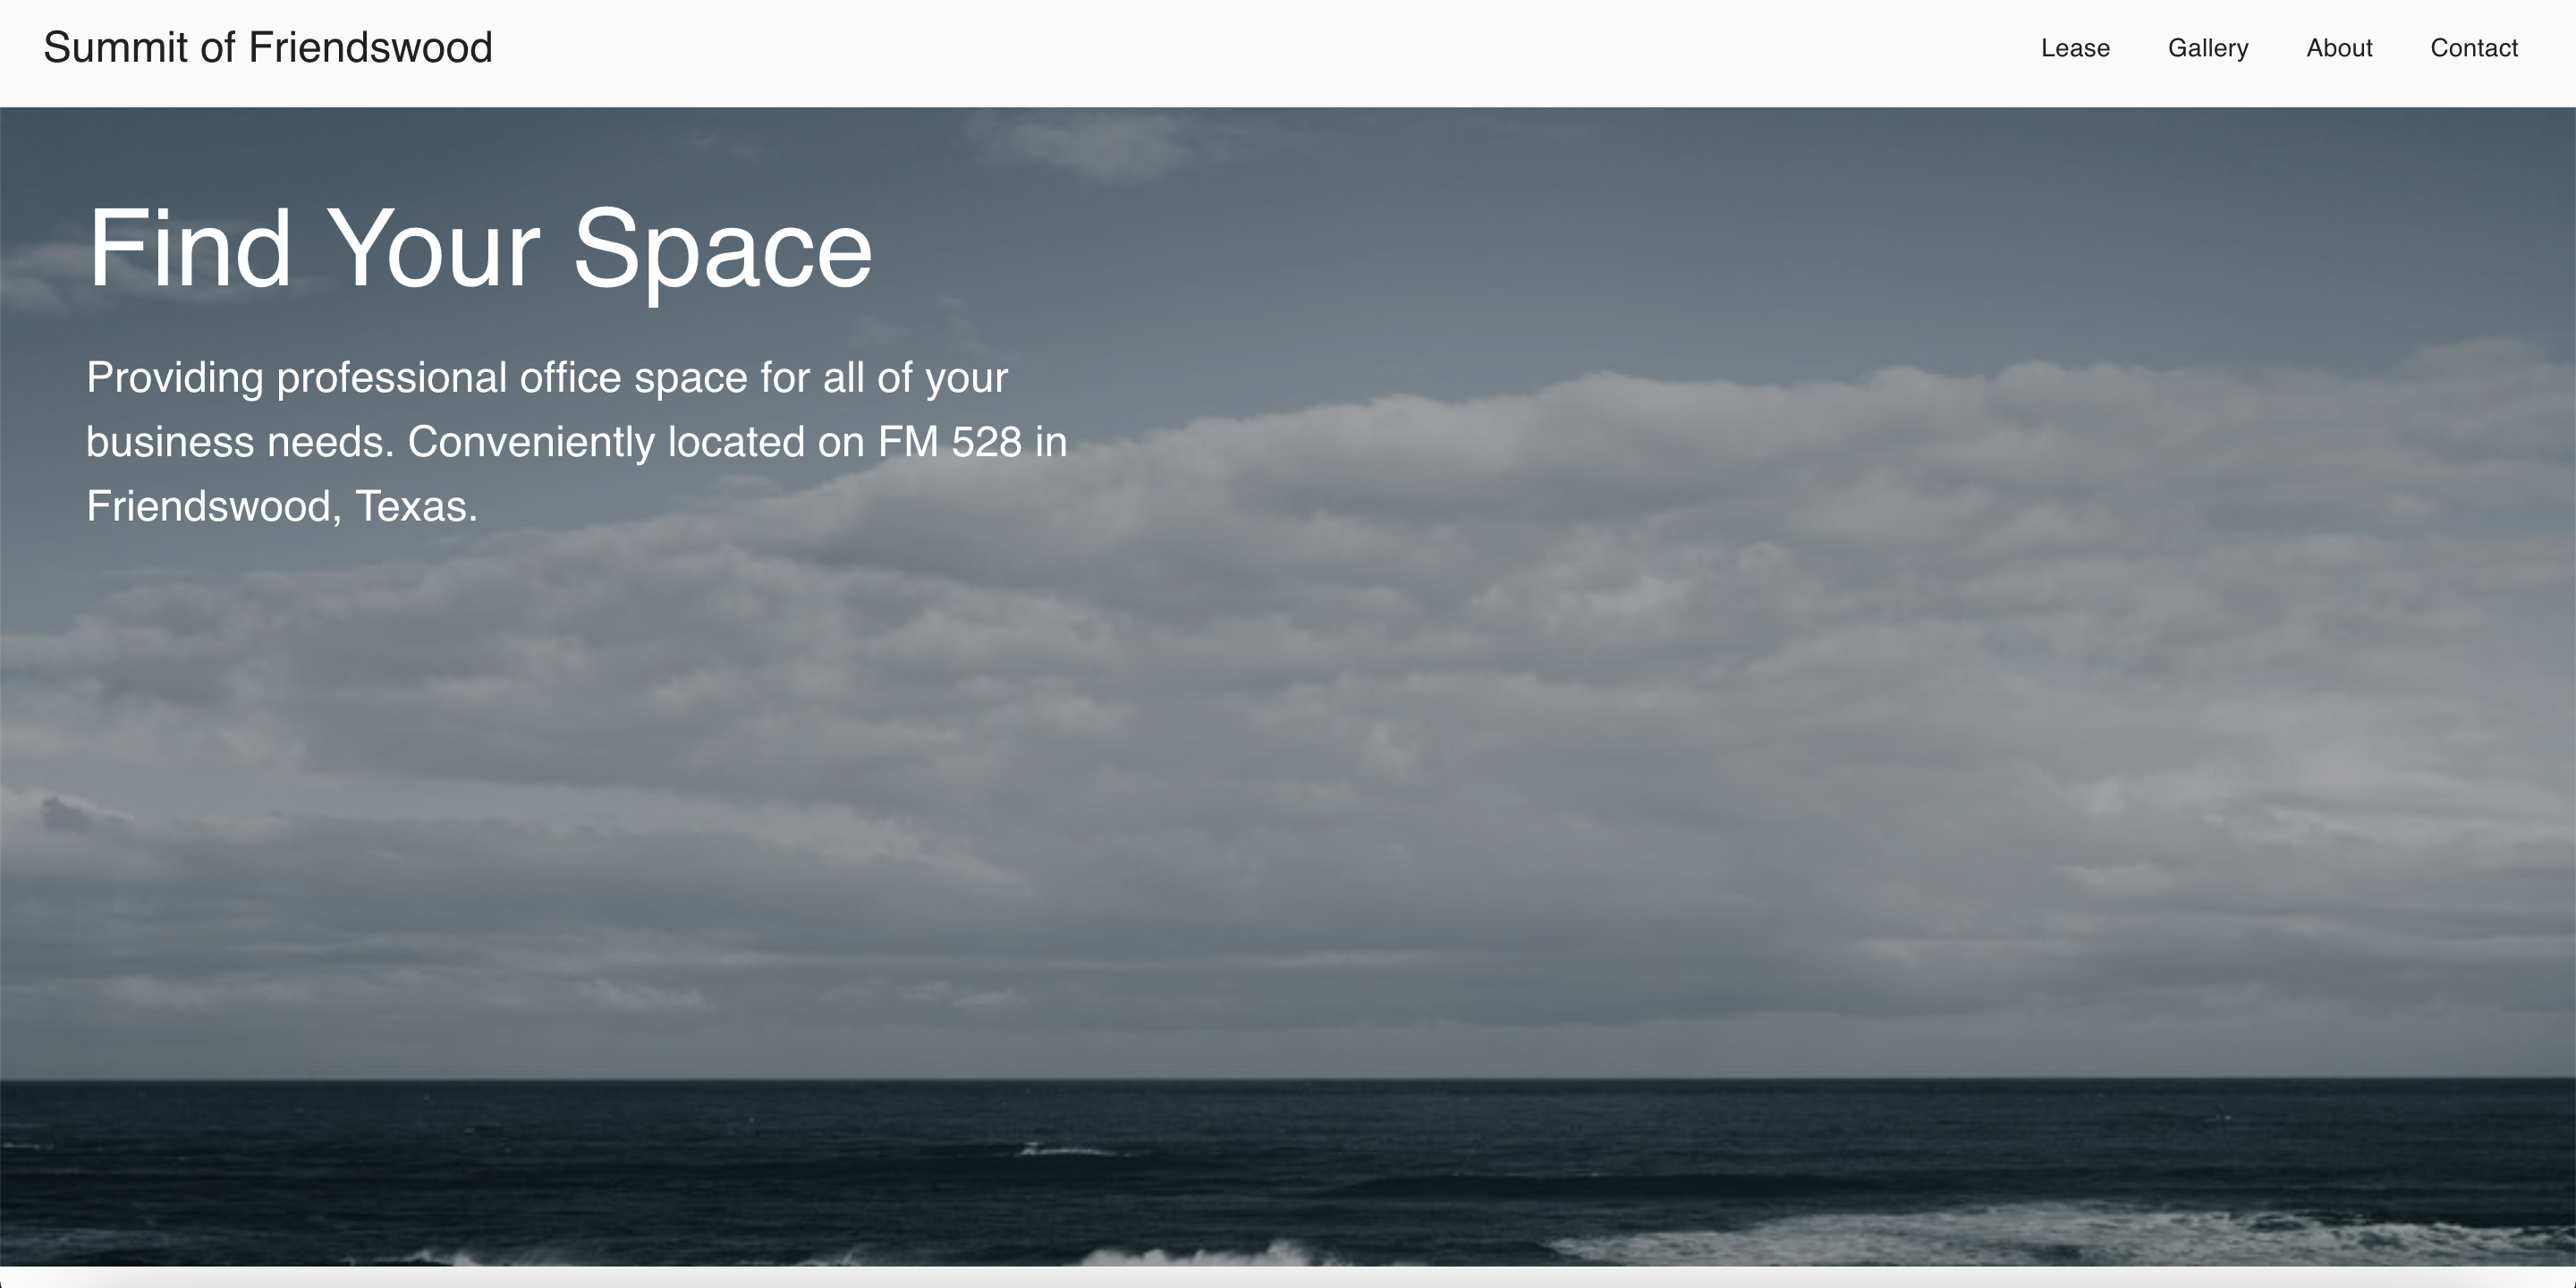 Summit of Friendswood
Lease Gallery About Contact
Find Your Space
Providing professional office space for all of your
business needs. Conveniently located on FM 528 in
Friendswood, Texas.